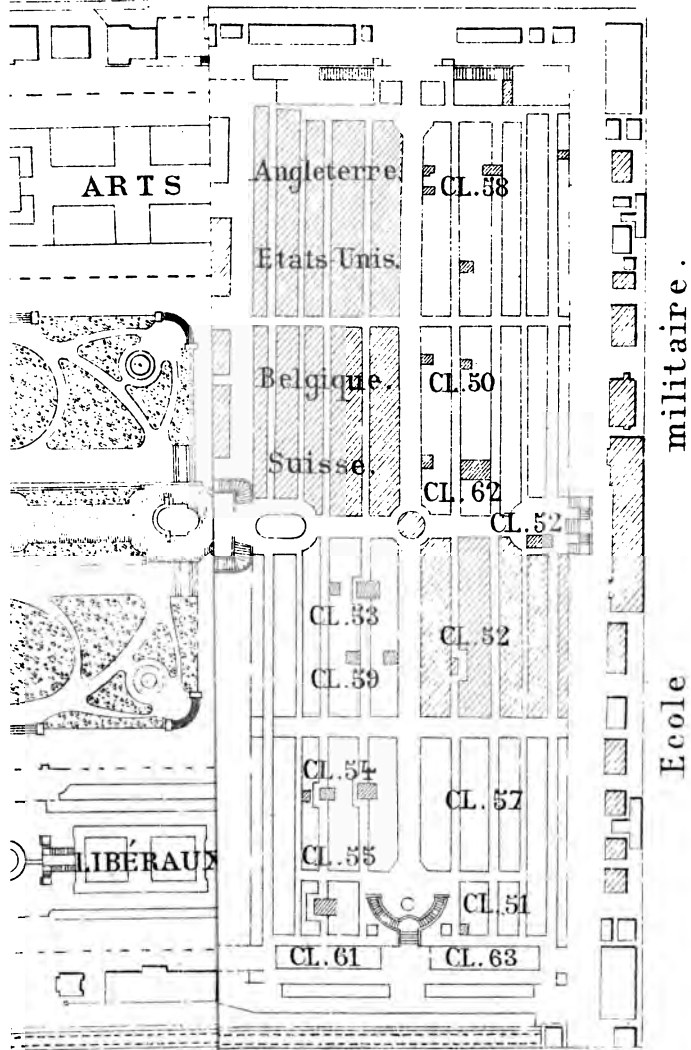 ARTS
Angleterre.
CL.58
Etats-Unis.
militaire.
Belgique.
CL.50
Suisse.
CL.62
CL.52
CL.53
CL.52
CL.59
Ecole
CL.54
CL.57
LIBÉRAUX
CL.55
C
CL.51
CL.61
CL.63